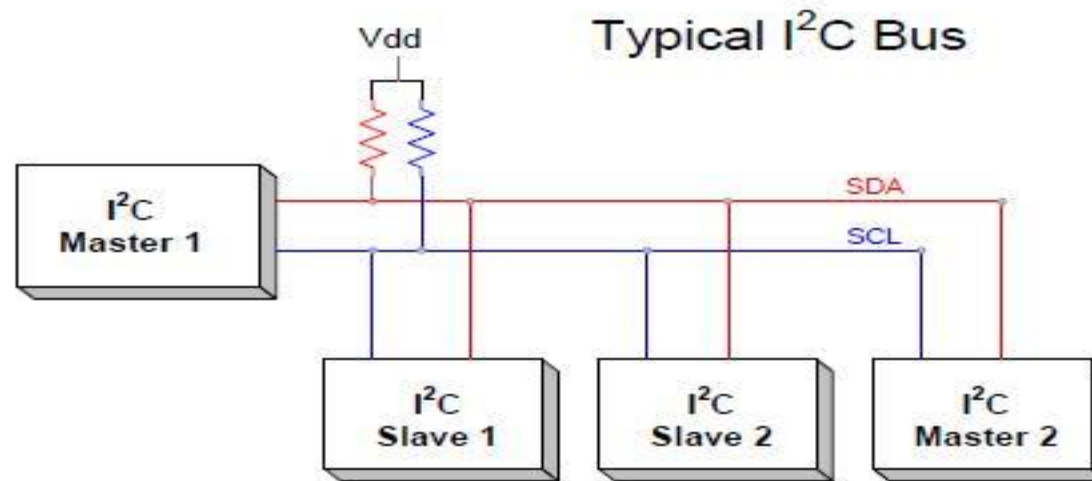 Typical I²C Bus
Vdd
I²C
Master 1
SDA
SCL
I²C
Slave 1
I²C
Slave 2
I²C
Master 2